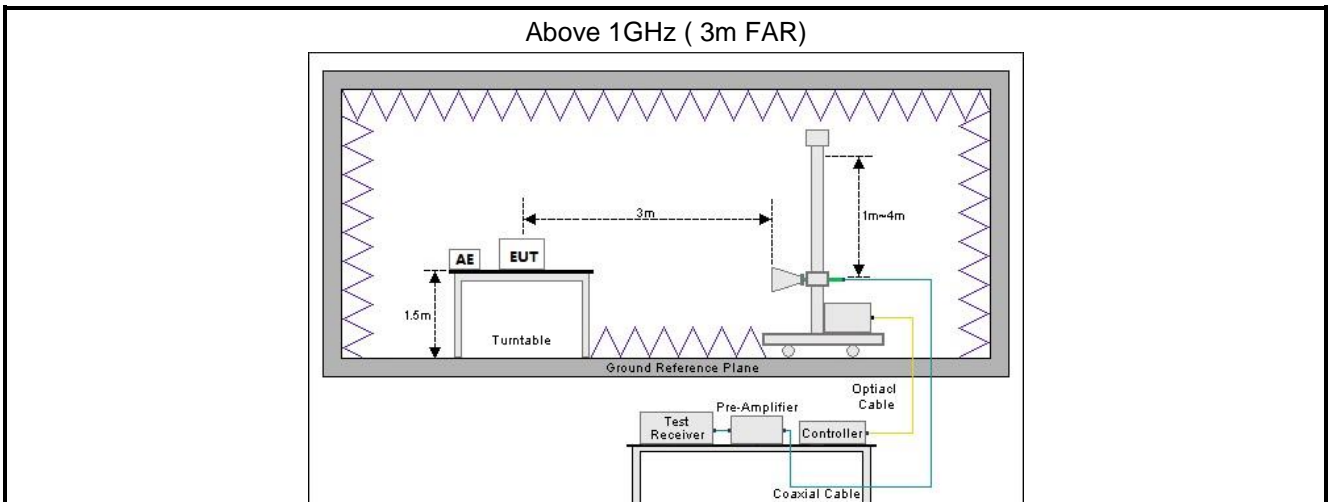 Above 1GHz ( 3m FAR)
3m
1m~4m
AE
EUT
1.5m
Turntable
Ground Reference Plane
Optiacl
Cable
Pre-Amplifier
Test
Receiver
Controller
Coaxial Cable